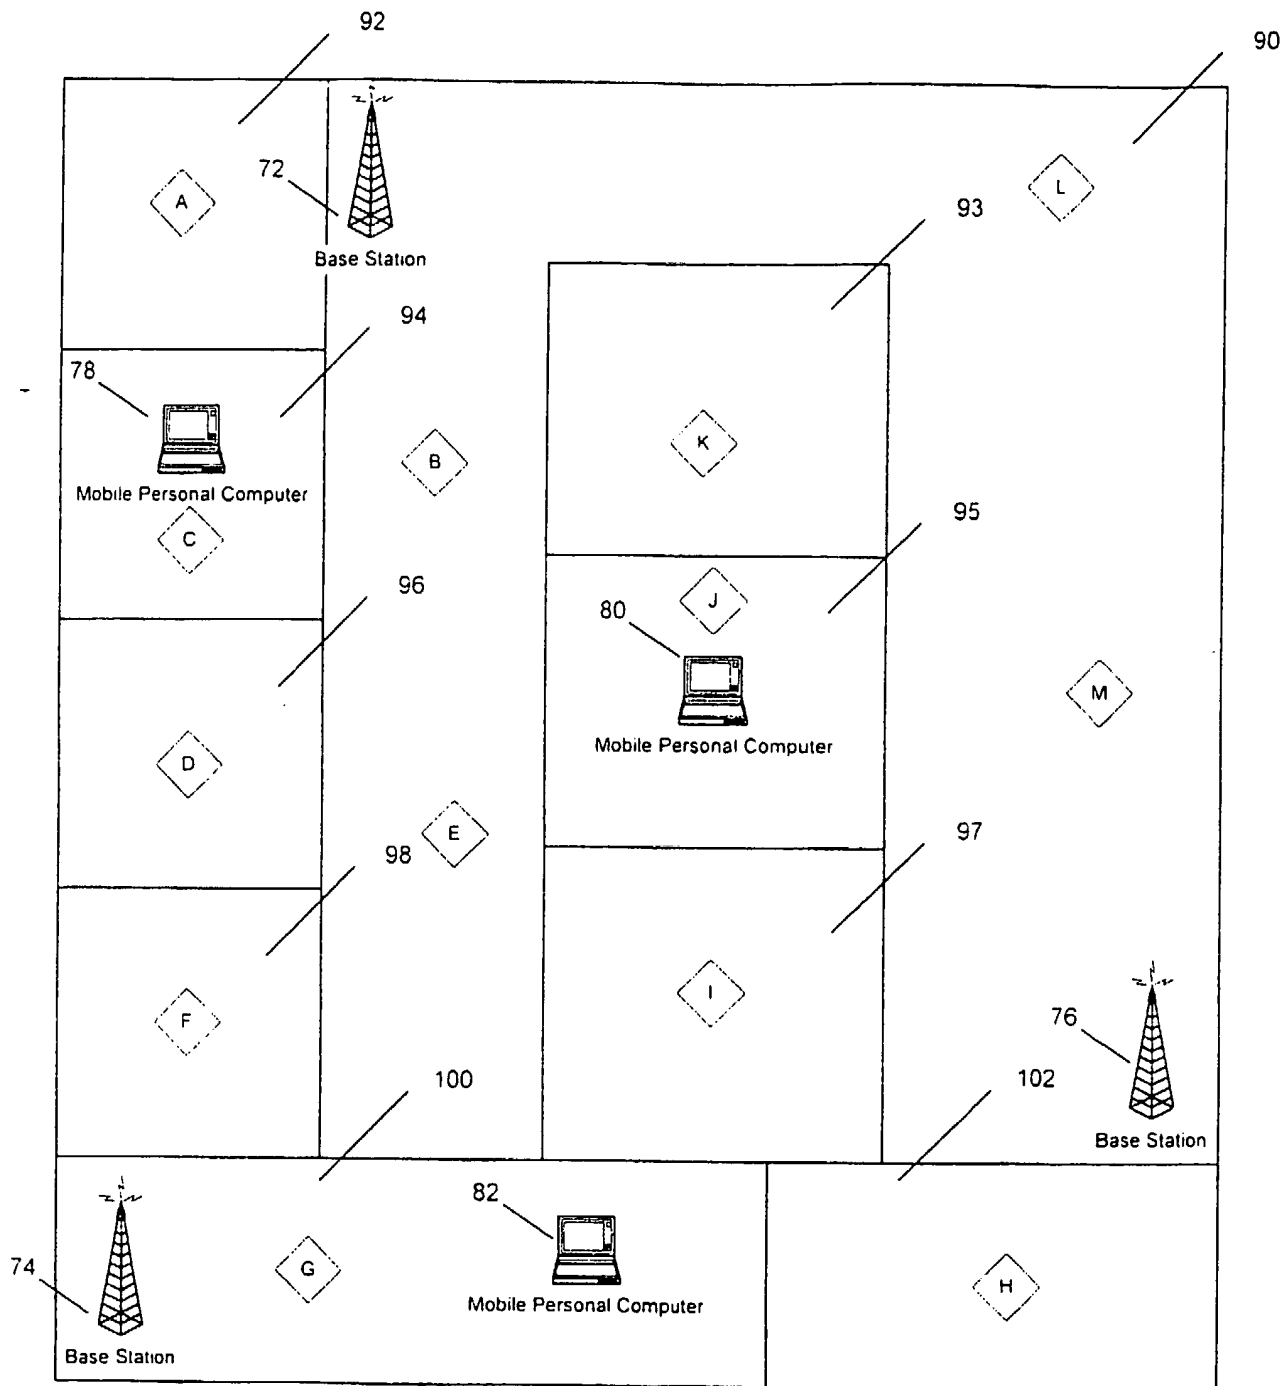 92
90
A
72
L
Base Station
93
94
78
K
B
Mobile Personal Computer
95
C
96
J
80
M
Mobile Personal Computer
D
E
97
98
I
F
76
100
102
Base Station
82
74
G
H
Mobile Personal Computer
Base Station